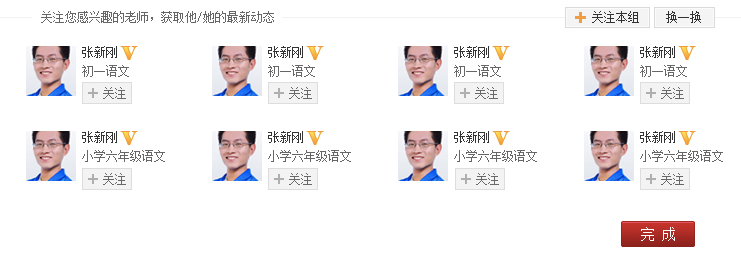 关注您感兴趣的老师，获取他/她的最新动态 关注本组 换一换
张新刚 张新刚 张新刚 张新刚
初一语文 初一语文 初一语文 初一语文
+ 关注 + 关注 + 关注 + 关注
张新刚 张新刚 张新刚 张新刚
小学六年级语文 小学六年级语文 小学六年级语文 小学六年级语文
+ 关注 + 关注 + 关注 + 关注
完 成